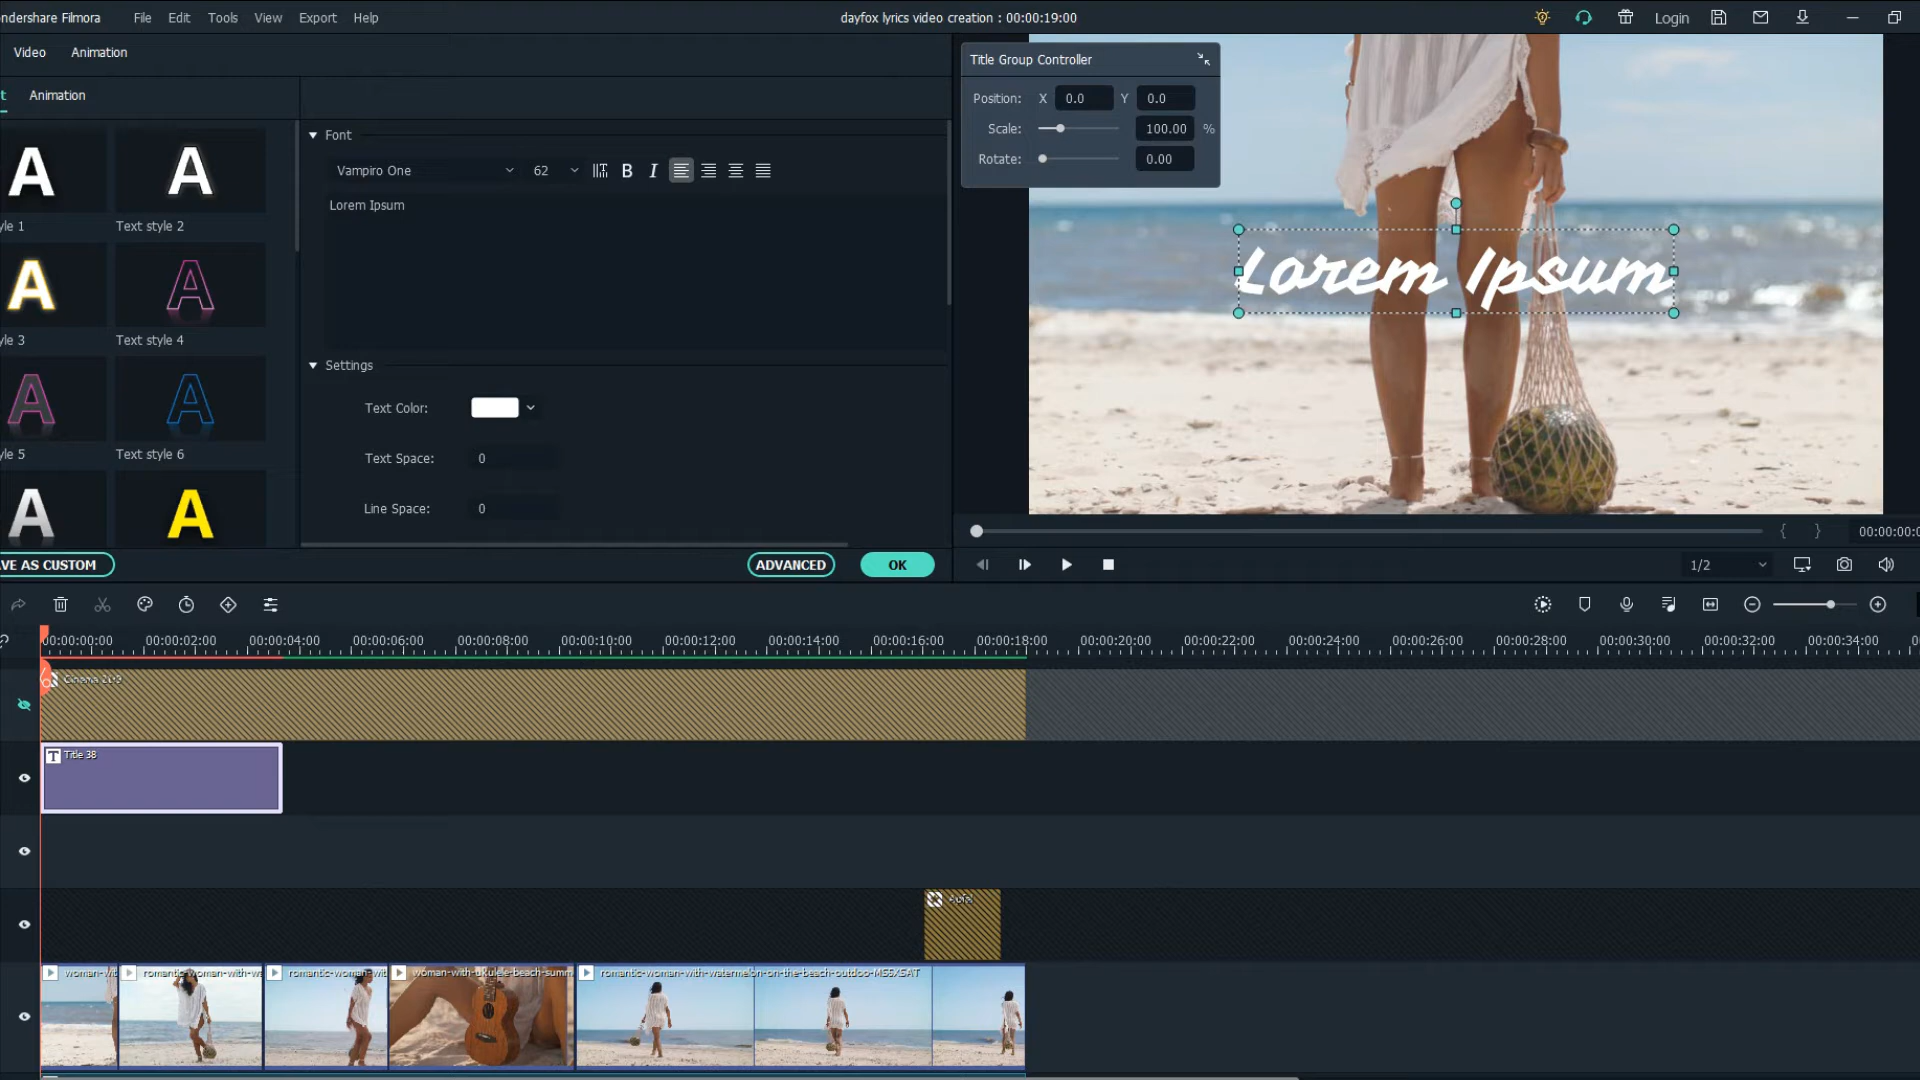 ndershare Filmora File Edit Tools View Export Help dayfox lyrics video creation : 00:00:19:00 Login
Video Animation
t Animation
Title Group Controller
Position: X 0.0 Y 0.0
Scale: 100.00 %
Rotate: 0.00
Font
Vampiro One 62 B I
Lorem Ipsum
A A
yle 1 Text style 2
A A
yle 3 Text style 4
A A
yle 5 Text style 6
A A
Settings
Text Color:
Text Space: 0
Line Space: 0
Lorem Ipsum
VE AS CUSTOM ADVANCED OK
00:00:00:0
1/2
00:00:00:00 00:00:02:00 00:00:04:00 00:00:06:00 00:00:08:00 00:00:10:00 00:00:12:00 00:00:14:00 00:00:16:00 00:00:18:00 00:00:20:00 00:00:22:00 00:00:24:00 00:00:26:00 00:00:28:00 00:00:30:00 00:00:32:00 00:00:34:00
Cinema 21:9
T Title 38
woman-wit romantic-woman-with-wa romantic-woman-wit woman-with-ukulele-beach-summ romantic-woman-with-watermelon-on-the-beach-outdoo-MS5XSAT